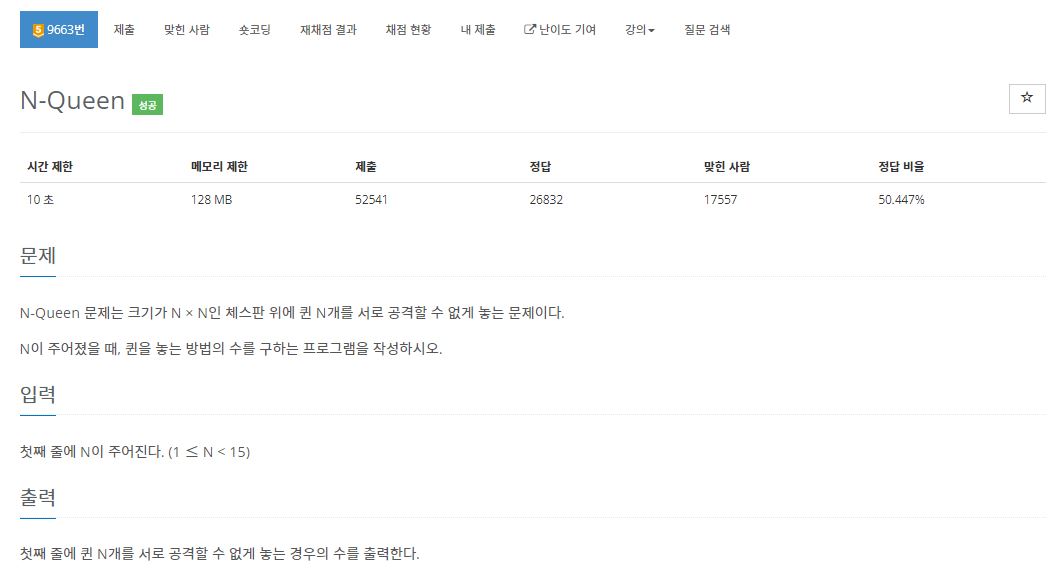 5 9663번 제출 맞힌 사람 숏코딩 재채점 결과 채점 현황 내 제출 난이도 기여 강의 질문 검색
N-Queen 성공
시간 제한 메모리 제한 제출 정답 맞힌 사람 정답 비율
10 초 128 MB 52541 26832 17557 50.447%
문제
N-Queen 문제는 크기가 N × N인 체스판 위에 퀸 N개를 서로 공격할 수 없게 놓는 문제이다.
N이 주어졌을 때, 퀸을 놓는 방법의 수를 구하는 프로그램을 작성하시오.
입력
첫째 줄에 N이 주어진다. (1 ≤ N < 15)
출력
첫째 줄에 퀸 N개를 서로 공격할 수 없게 놓는 경우의 수를 출력한다.